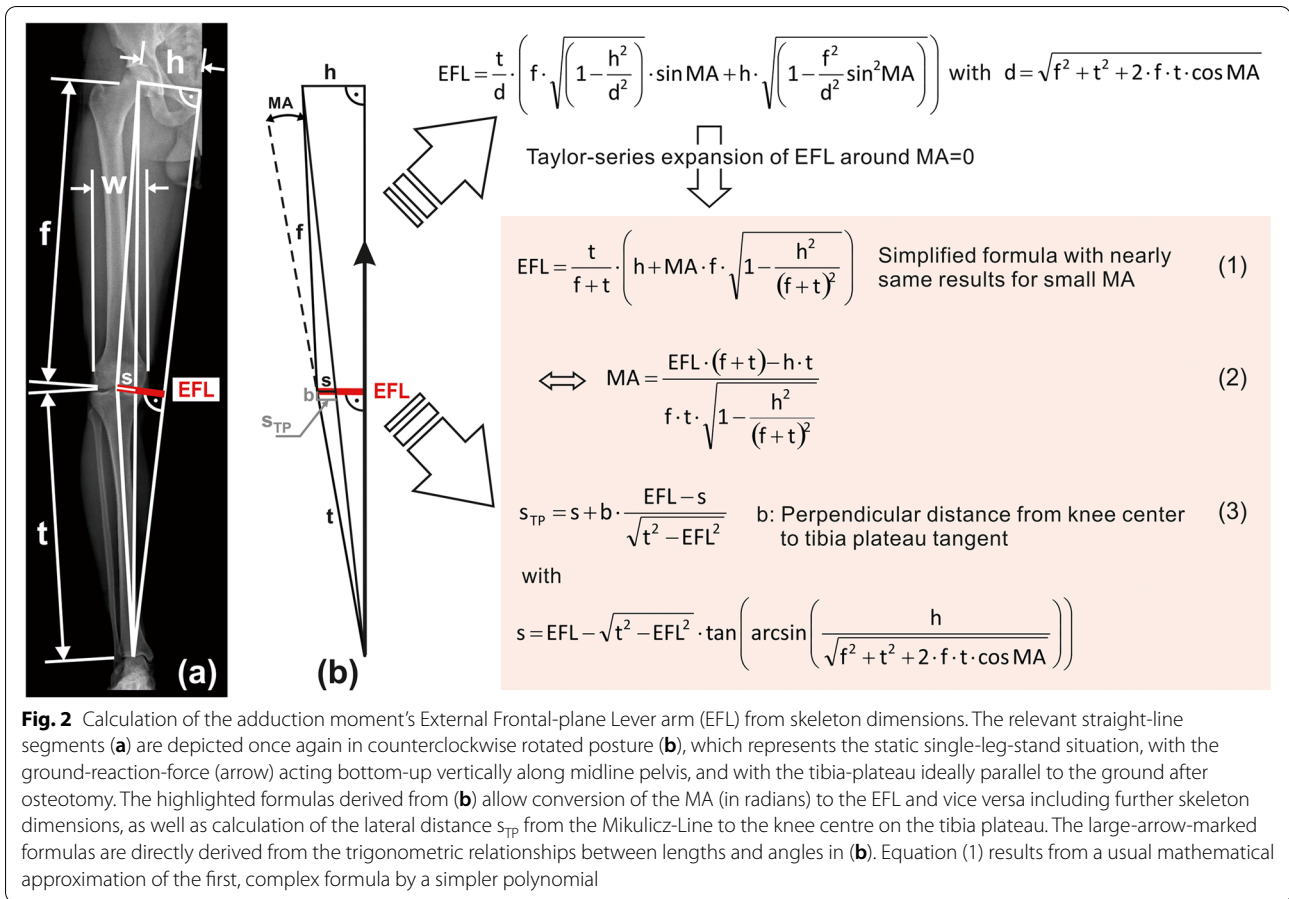 h
w
f
s
EFL
t
(a)
h
MA
f
s
b
EFL
s_TP
t
(b)
EFL = t/d · ( f · √(1 − h²/d²) · sin MA + h · √(1 − f²/d² sin² MA) ) with d = √(f² + t² + 2 · f · t · cos MA)
Taylor-series expansion of EFL around MA=0
EFL = t/(f+t) · ( h + MA · f · √(1 − h²/(f+t)²) ) Simplified formula with nearly (1)
same results for small MA
⇔ MA = (EFL · (f+t) − h · t) / (f · t · √(1 − h²/(f+t)²)) (2)
s_TP = s + b · (EFL − s) / √(t² − EFL²) b: Perpendicular distance from knee center (3)
to tibia plateau tangent
with
s = EFL − √(t² − EFL²) · tan( arcsin( h / √(f² + t² + 2 · f · t · cos MA) ) )
Fig. 2 Calculation of the adduction moment's External Frontal-plane Lever arm (EFL) from skeleton dimensions. The relevant straight-line
segments (a) are depicted once again in counterclockwise rotated posture (b), which represents the static single-leg-stand situation, with the
ground-reaction-force (arrow) acting bottom-up vertically along midline pelvis, and with the tibia-plateau ideally parallel to the ground after
osteotomy. The highlighted formulas derived from (b) allow conversion of the MA (in radians) to the EFL and vice versa including further skeleton
dimensions, as well as calculation of the lateral distance s_TP from the Mikulicz-Line to the knee centre on the tibia plateau. The large-arrow-marked
formulas are directly derived from the trigonometric relationships between lengths and angles in (b). Equation (1) results from a usual mathematical
approximation of the first, complex formula by a simpler polynomial